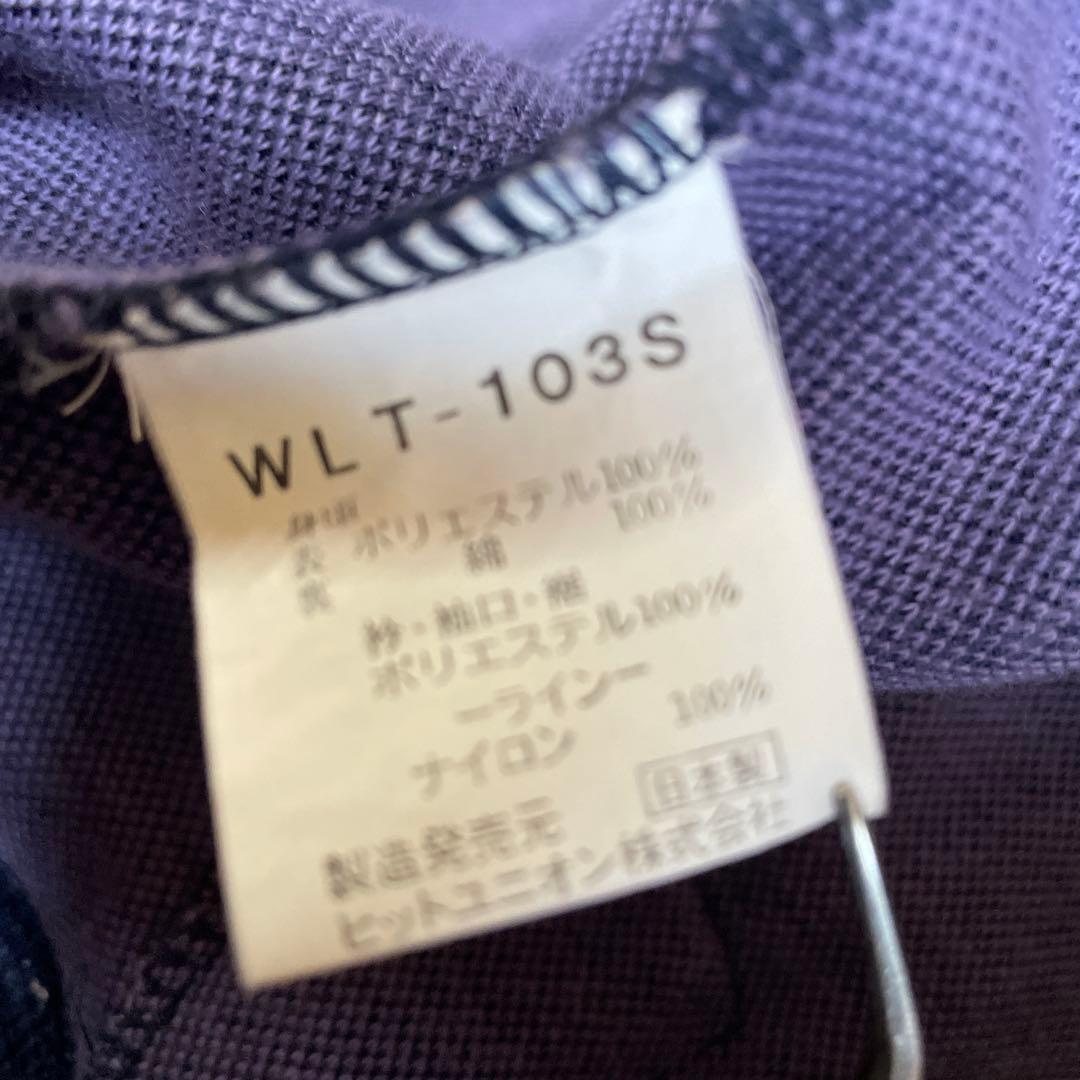 WLT-103S
身頃
表 ポリエステル100%
裏 綿 100%
衿・袖口・裾
ポリエステル100%
ーラインー
ナイロン 100%
日本製
製造発売元
ヒットユニオン株式会社